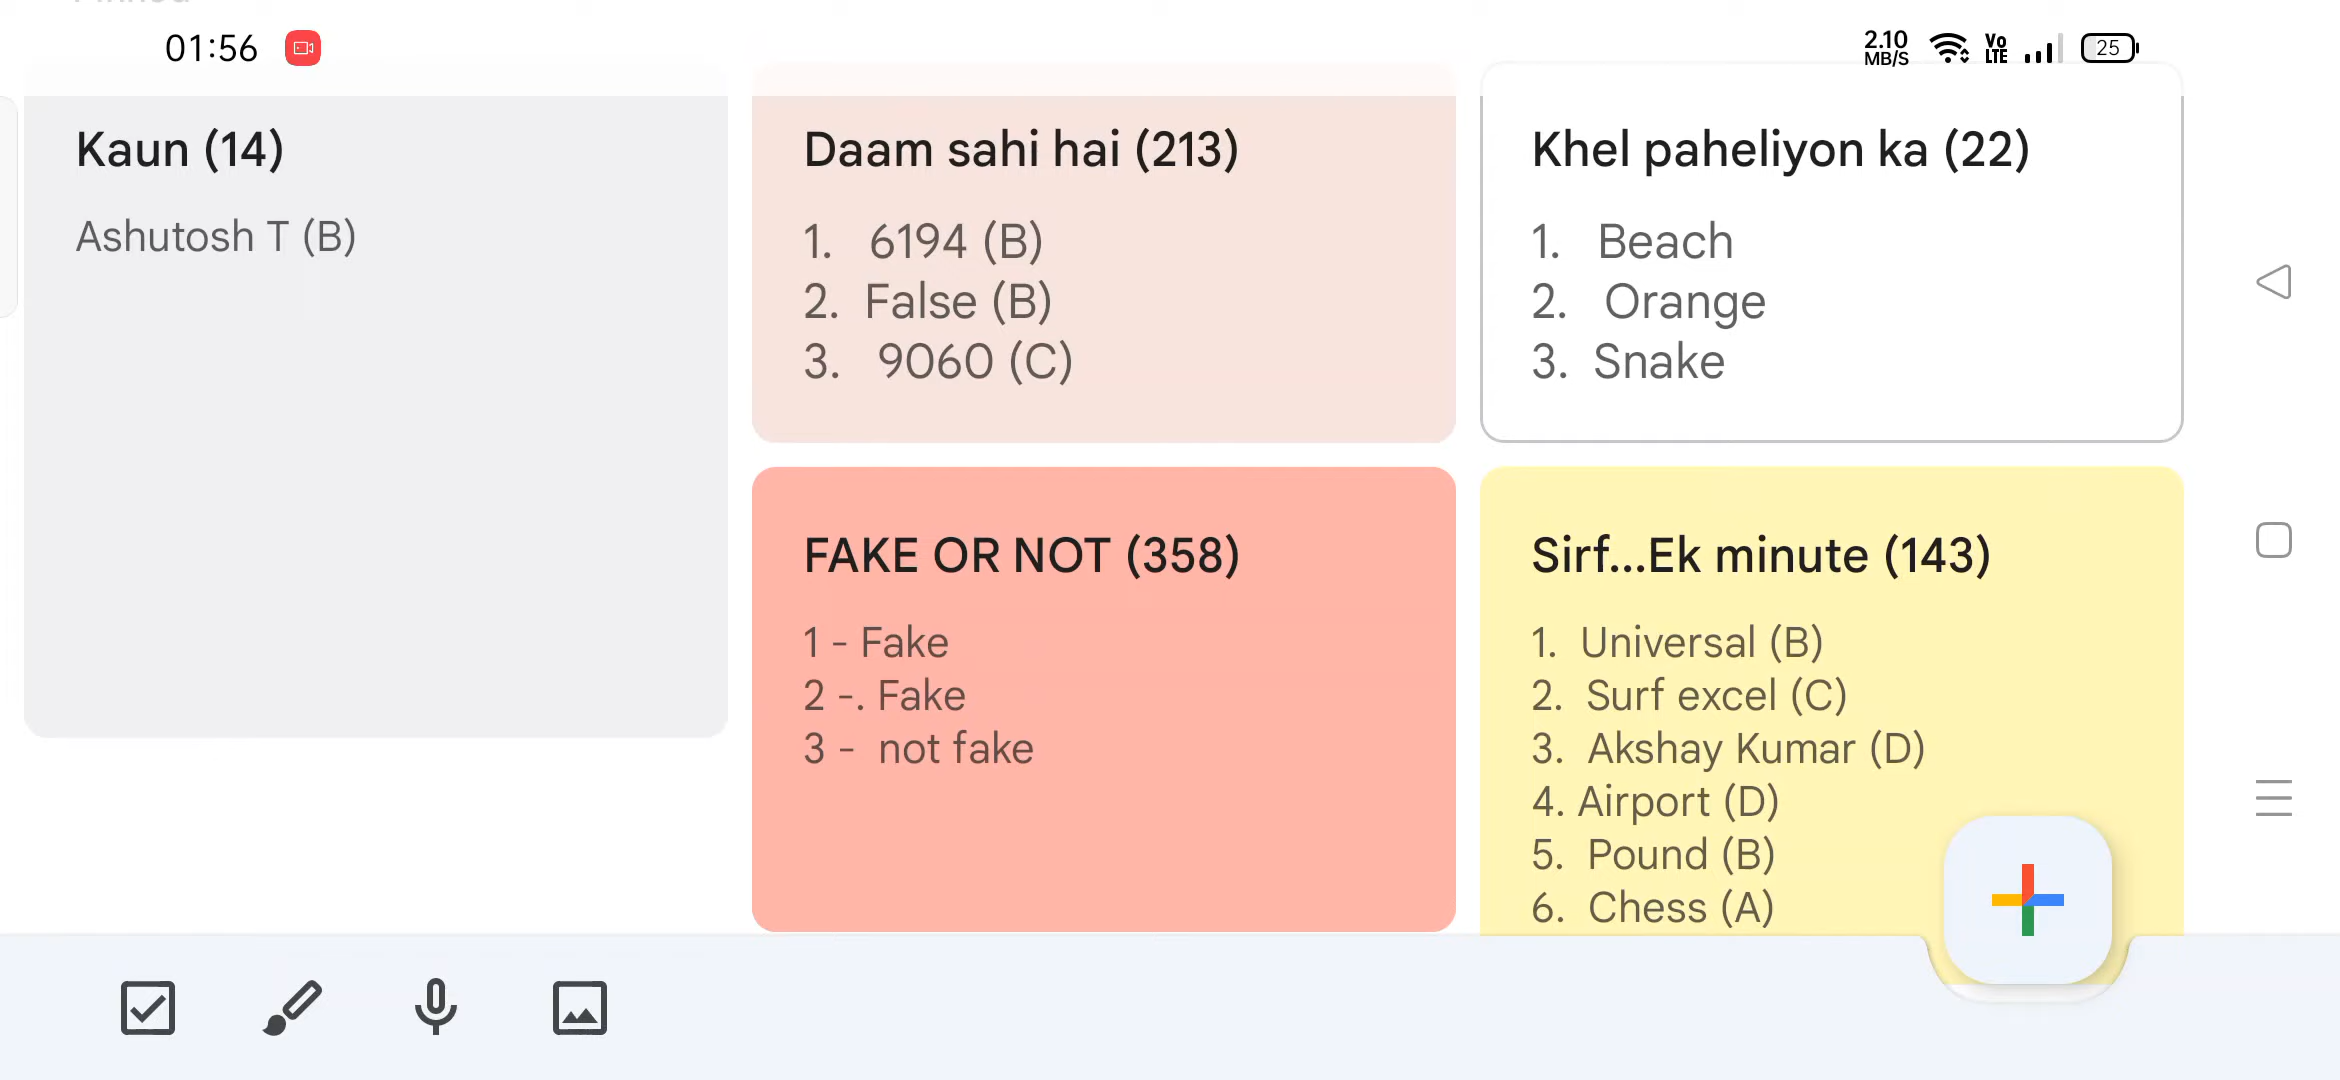 01:56
2.10
MB/S
Vo
LTE
25
Kaun (14)
Ashutosh T (B)
Daam sahi hai (213)
1. 6194 (B)
2. False (B)
3. 9060 (C)
Khel paheliyon ka (22)
1. Beach
2. Orange
3. Snake
FAKE OR NOT (358)
1 - Fake
2 -. Fake
3 - not fake
Sirf...Ek minute (143)
1. Universal (B)
2. Surf excel (C)
3. Akshay Kumar (D)
4. Airport (D)
5. Pound (B)
6. Chess (A)